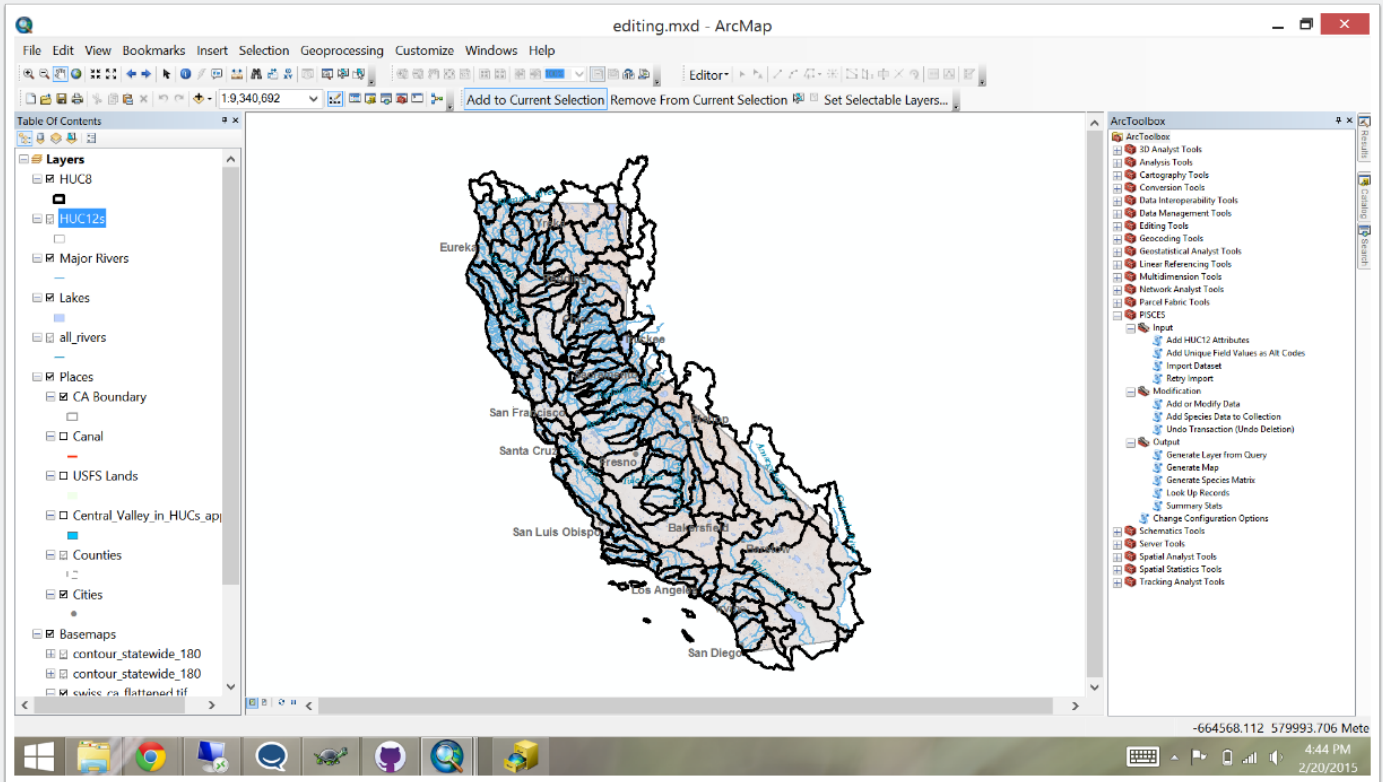 editing.mxd - ArcMap
File Edit View Bookmarks Insert Selection Geoprocessing Customize Windows Help
Editor
1:9,340,692
Add to Current Selection Remove From Current Selection Set Selectable Layers...
Table Of Contents
Layers
HUC8
HUC12s
Major Rivers
Lakes
all_rivers
Places
CA Boundary
Canal
USFS Lands
Central_Valley_in_HUCs_app
Counties
Cities
Basemaps
contour_statewide_180
contour_statewide_180
swiss_ca_flattened.tif
Eureka
San Francisco
Santa Cruz
Fresno
San Luis Obispo
Bakersfield
Barstow
Los Angeles
Irvine
San Diego
ArcToolbox
ArcToolbox
3D Analyst Tools
Analysis Tools
Cartography Tools
Conversion Tools
Data Interoperability Tools
Data Management Tools
Editing Tools
Geocoding Tools
Geostatistical Analyst Tools
Linear Referencing Tools
Multidimension Tools
Network Analyst Tools
Parcel Fabric Tools
PISCES
Input
Add HUC12 Attributes
Add Unique Field Values as Alt Codes
Import Dataset
Retry Import
Modification
Add or Modify Data
Add Species Data to Collection
Undo Transaction (Undo Deletion)
Output
Generate Layer from Query
Generate Map
Generate Species Matrix
Look Up Records
Summary Stats
Change Configuration Options
Schematics Tools
Server Tools
Spatial Analyst Tools
Spatial Statistics Tools
Tracking Analyst Tools
Results
Catalog
Search
-664568.112 579993.706 Mete
4:44 PM
2/20/2015